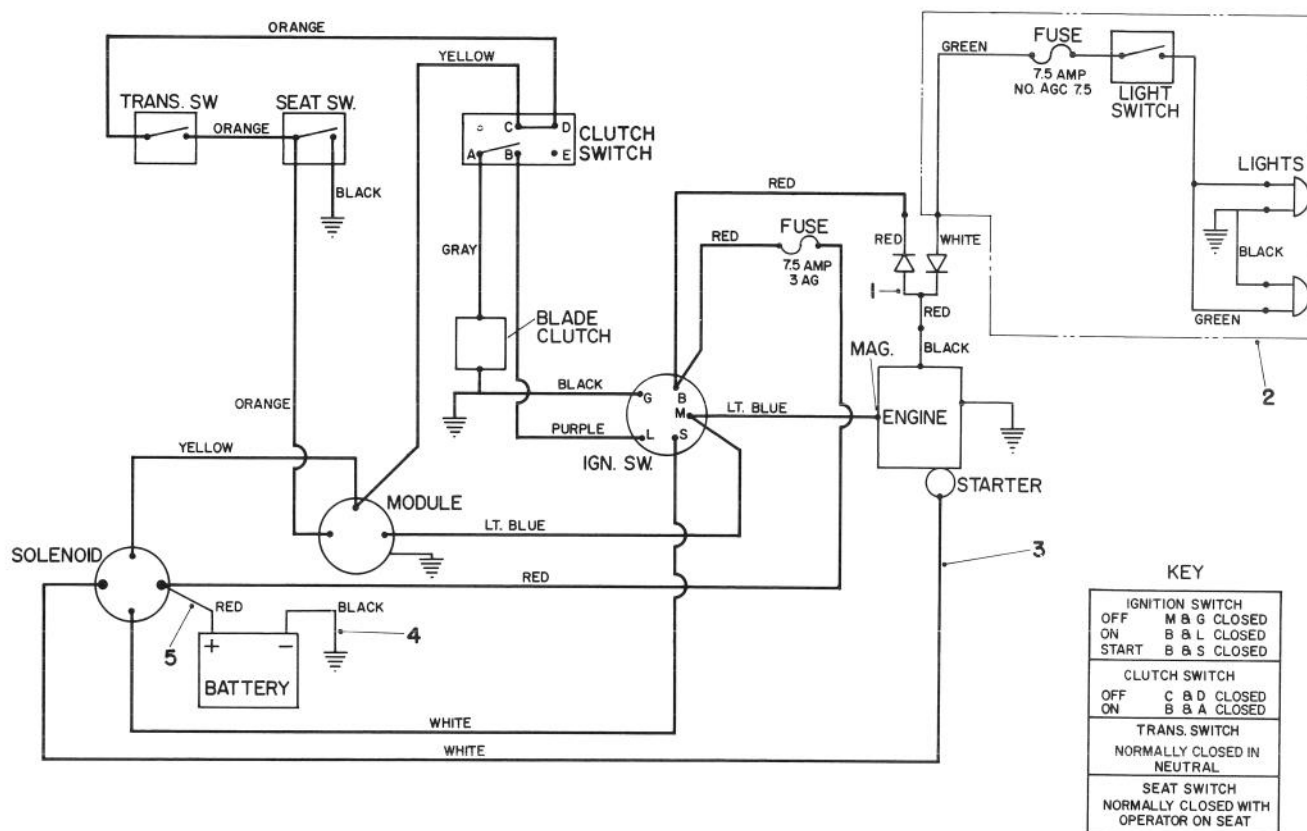 ORANGE
YELLOW
GREEN
FUSE
7.5 AMP
NO. AGC 7.5
LIGHT
SWITCH
TRANS. SW
SEAT SW.
ORANGE
BLACK
C
D
A
B
E
CLUTCH
SWITCH
LIGHTS
RED
RED
FUSE
7.5 AMP
3 AG
RED
WHITE
BLACK
GREEN
GRAY
1
RED
BLACK
2
BLADE
CLUTCH
MAG.
ENGINE
BLACK
G
B
M
L
S
LT. BLUE
PURPLE
IGN. SW.
ORANGE
YELLOW
MODULE
LT. BLUE
STARTER
3
SOLENOID
RED
RED
BLACK
5
4
+
−
BATTERY
WHITE
WHITE
KEY
IGNITION SWITCH
OFF M & G CLOSED
ON B & L CLOSED
START B & S CLOSED
CLUTCH SWITCH
OFF C & D CLOSED
ON B & A CLOSED
TRANS. SWITCH
NORMALLY CLOSED IN
NEUTRAL
SEAT SWITCH
NORMALLY CLOSED WITH
OPERATOR ON SEAT